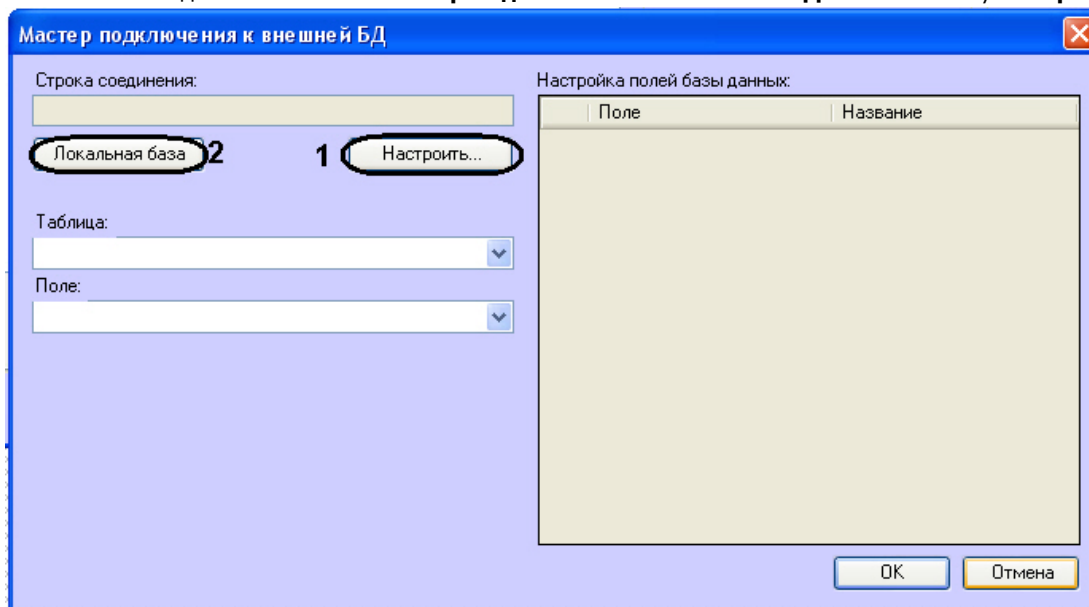 Мастер подключения к внешней БД
Строка соединения:
Локальная база 2 1 Настроить...
Таблица:
Поле:
Настройка полей базы данных:
Поле Название
OK Отмена